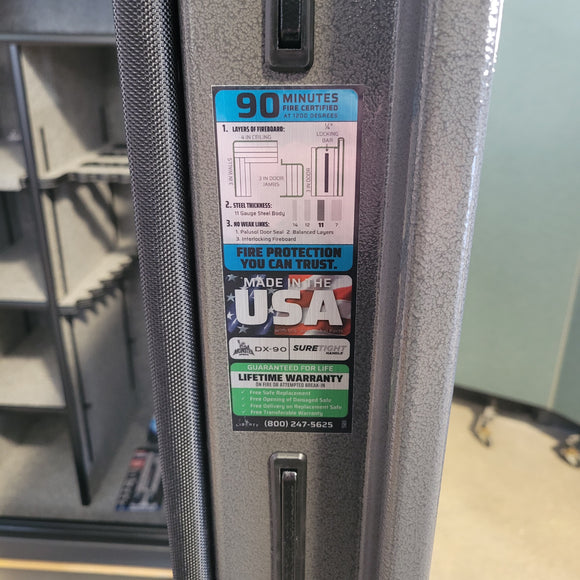 90 MINUTES
FIRE CERTIFIED
AT 1200 DEGREES
1. LAYERS OF FIREBOARD:
4 IN CEILING
3 IN WALLS
3 IN DOOR
JAMBS
3 IN DOOR
¼"
LOCKING
BAR
2. STEEL THICKNESS:
11 Gauge Steel Body
14 12 11 7
3. NO WEAK LINKS:
1. Palusol Door Seal 2. Balanced Layers
3. Interlocking Fireboard
FIRE PROTECTION
YOU CAN TRUST.
MADE IN THE
USA
DX-90
SURETIGHT
HANDLE
GUARANTEED FOR LIFE
LIFETIME WARRANTY
ON FIRE OR ATTEMPTED BREAK-IN
✓ Free Safe Replacement
✓ Free Opening of Damaged Safe
✓ Free Delivery on Replacement Safe
✓ Free Transferable Warranty
LIBERTY
(800) 247-5625